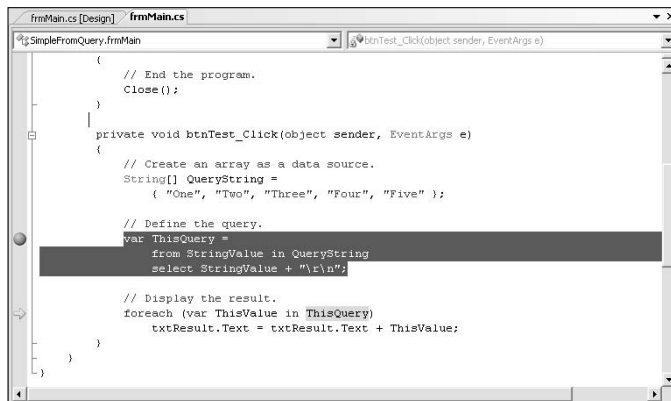 frmMain.cs [Design] frmMain.cs
SimpleFromQuery.frmMain btnTest_Click(object sender, EventArgs e)
{
// End the program.
Close();
}
private void btnTest_Click(object sender, EventArgs e)
{
// Create an array as a data source.
String[] QueryString =
{ "One", "Two", "Three", "Four", "Five" };
// Define the query.
var ThisQuery =
from StringValue in QueryString
select StringValue + "\r\n";
// Display the result.
foreach (var ThisValue in ThisQuery)
txtResult.Text = txtResult.Text + ThisValue;
}
}
}